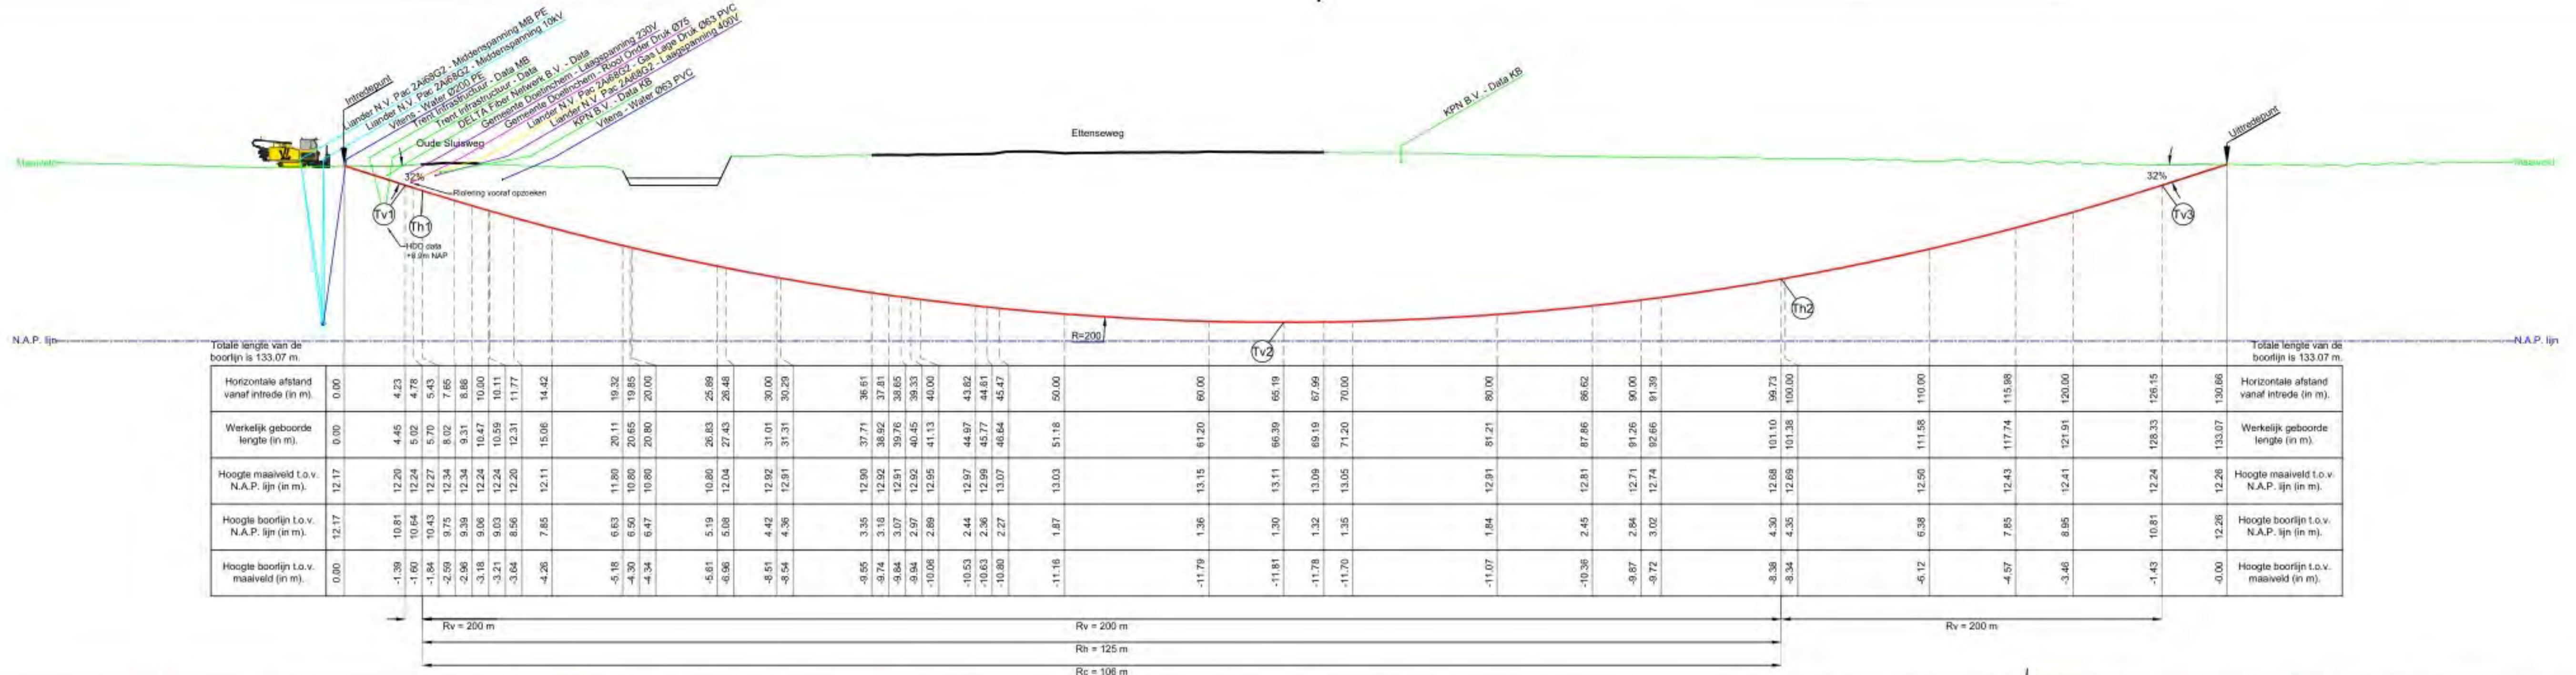 Liander N.V. Pac 2Ai68G2 - Middenspanning MB PE
Liander N.V. Pac 2Ai68G2 - Middenspanning 10kV
Vitens - Water Ø200 PE
Trent Infrastructuur - Data MB
Trent Infrastructuur - Data
DELTA Fiber Netwerk B.V. - Data
Gemeente Doetinchem - Laagspanning 230V
Gemeente Doetinchem - Riool Onder Druk Ø75
Liander N.V. Pac 2Ai68G2 - Gas Lage Druk Ø63 PVC
Liander N.V. Pac 2Ai68G2 - Laagspanning 400V
KPN B.V. - Data KB
Vitens - Water Ø63 PVC
Intredepunt
Oude Sluisweg
Ettenseweg
KPN B.V. - Data KB
Uittredepunt
Maaiveld
Maaiveld
32%
Riolering vooraf opzoeken
32%
Tv1
Th1
Tv3
HDD data
+8.9m NAP
Th2
N.A.P. lijn
R=200
Tv2
N.A.P. lijn
Totale lengte van de
boorlijn is 133.07 m.
Totale lengte van de
boorlijn is 133.07 m.
Horizontale afstand
vanaf intrede (in m).
0.00 4.23 4.78 5.43 7.65 8.88 10.00 10.11 11.77 14.42 19.32 19.85 20.00 25.89 26.48 30.00 30.29 36.61 37.81 38.65 39.33 40.00 43.82 44.61 45.47 50.00 60.00 65.19 67.99 70.00 80.00 86.62 90.00 91.39 99.73 100.00 110.00 115.98 120.00 126.15 130.66
Horizontale afstand
vanaf intrede (in m).
Werkelijk geboorde
lengte (in m).
0.00 4.45 5.02 5.70 8.02 9.31 10.47 10.59 12.31 15.06 20.11 20.65 20.80 26.83 27.43 31.01 31.31 37.71 38.92 39.76 40.45 41.13 44.97 45.77 46.64 51.18 61.20 66.39 69.19 71.20 81.21 87.86 91.26 92.66 101.10 101.38 111.58 117.74 121.91 128.33 133.07
Werkelijk geboorde
lengte (in m).
Hoogte maaiveld t.o.v.
N.A.P. lijn (in m).
12.17 12.20 12.24 12.27 12.34 12.34 12.24 12.24 12.20 12.11 11.80 10.80 10.80 10.80 12.04 12.92 12.91 12.90 12.92 12.91 12.92 12.95 12.97 12.99 13.07 13.03 13.15 13.11 13.09 13.05 12.91 12.81 12.71 12.74 12.68 12.69 12.50 12.43 12.41 12.24 12.26
Hoogte maaiveld t.o.v.
N.A.P. lijn (in m).
Hoogte boorlijn t.o.v.
N.A.P. lijn (in m).
12.17 10.81 10.64 10.43 9.75 9.39 9.06 9.03 8.56 7.85 6.63 6.50 6.47 5.19 5.08 4.42 4.36 3.35 3.18 3.07 2.97 2.89 2.44 2.36 2.27 1.87 1.36 1.30 1.32 1.35 1.84 2.45 2.84 3.02 4.30 4.35 6.38 7.85 8.95 10.81 12.26
Hoogte boorlijn t.o.v.
N.A.P. lijn (in m).
Hoogte boorlijn t.o.v.
maaiveld (in m).
0.00 -1.39 -1.60 -1.84 -2.59 -2.96 -3.18 -3.21 -3.64 -4.26 -5.18 -4.30 -4.34 -5.61 -6.96 -8.51 -8.54 -9.55 -9.74 -9.84 -9.94 -10.06 -10.53 -10.63 -10.80 -11.16 -11.79 -11.81 -11.78 -11.70 -11.07 -10.36 -9.87 -9.72 -8.38 -8.34 -6.12 -4.57 -3.46 -1.43 -0.00
Hoogte boorlijn t.o.v.
maaiveld (in m).
Rv = 200 m
Rv = 200 m
Rv = 200 m
Rh = 125 m
Rc = 106 m